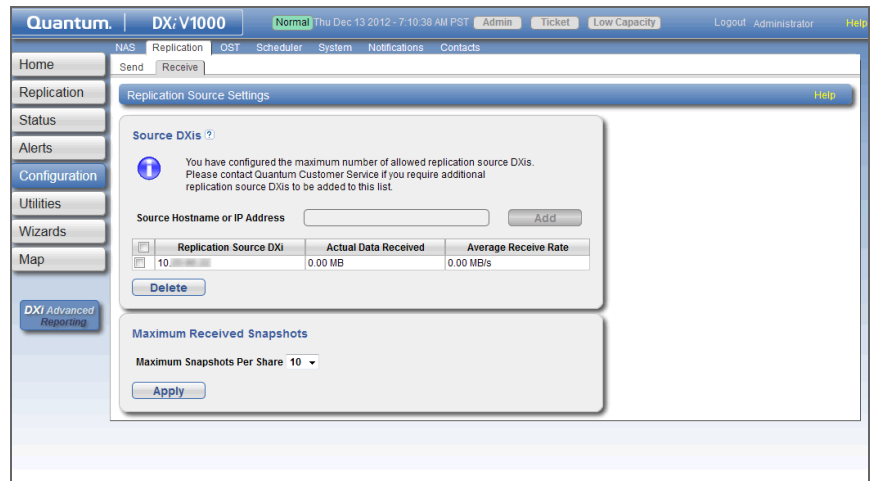 Quantum. DXi V1000 Normal Thu Dec 13 2012 - 7:10:38 AM PST Admin Ticket Low Capacity Logout Administrator Help
NAS Replication OST Scheduler System Notifications Contacts
Send Receive
Home
Replication
Status
Alerts
Configuration
Utilities
Wizards
Map
DXi Advanced
Reporting
Replication Source Settings Help
Source DXis ?
You have configured the maximum number of allowed replication source DXis.
Please contact Quantum Customer Service if you require additional
replication source DXis to be added to this list.
Source Hostname or IP Address Add
Replication Source DXi Actual Data Received Average Receive Rate
10. 0.00 MB 0.00 MB/s
Delete
Maximum Received Snapshots
Maximum Snapshots Per Share 10
Apply